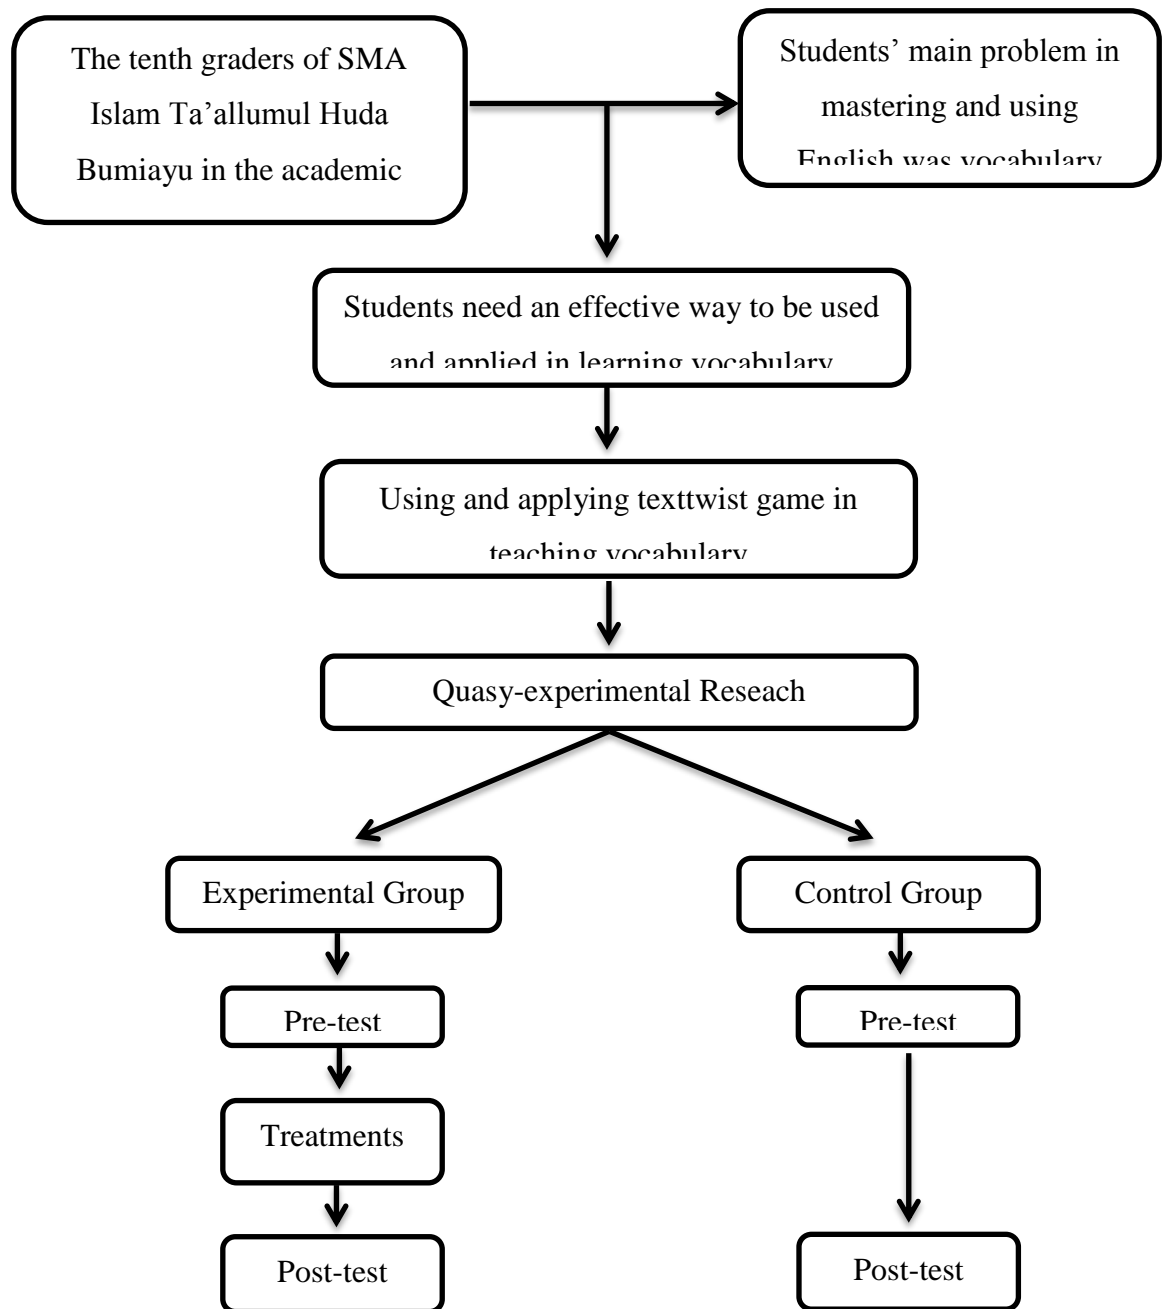 The tenth graders of SMA
Islam Ta’allumul Huda
Bumiayu in the academic
Students’ main problem in
mastering and using
English was vocabulary
Students need an effective way to be used
and applied in learning vocabulary
Using and applying texttwist game in
teaching vocabulary
Quasy-experimental Reseach
Experimental Group
Control Group
Pre-test
Pre-test
Treatments
Post-test
Post-test